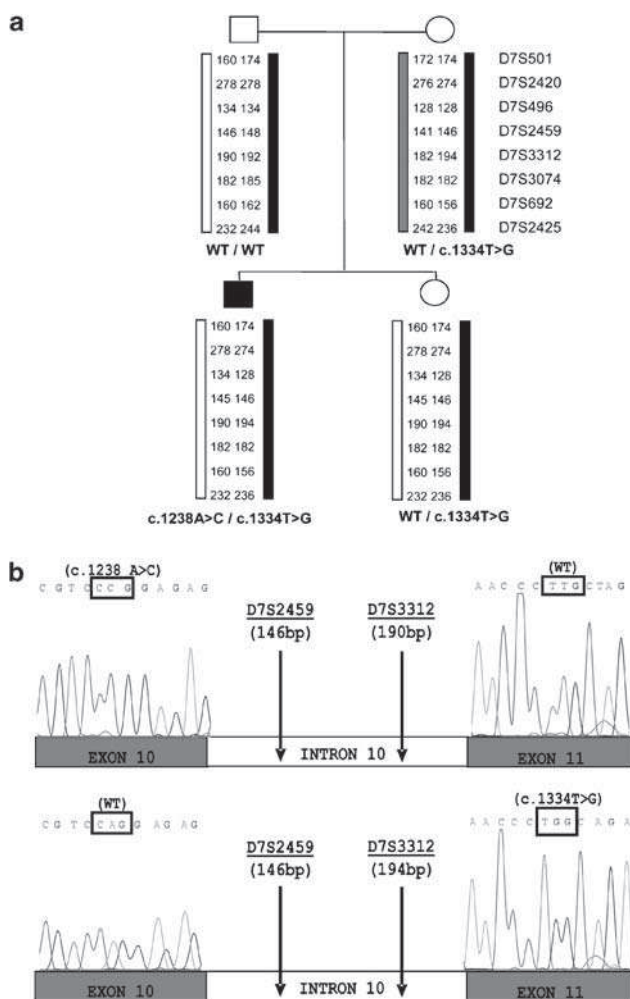 a
160 174 172 174 D7S501
278 278 276 274 D7S2420
134 134 128 128 D7S496
146 148 141 146 D7S2459
190 192 182 194 D7S3312
182 185 182 182 D7S3074
160 162 160 156 D7S692
232 244 242 236 D7S2425
WT / WT WT / c.1334T>G
160 174 160 174
278 274 278 274
134 128 134 128
145 146 145 146
190 194 190 194
182 182 182 182
160 156 160 156
232 236 232 236
c.1238A>C / c.1334T>G WT / c.1334T>G
b
(c.1238 A>C) (WT)
C G T C C C G G A G A G A A C C C T T G C T A G
D7S2459 D7S3312
(146bp) (190bp)
EXON 10 INTRON 10 EXON 11
(WT) (c.1334T>G)
C G T C C A G G A G A G A A C C C T G G C A G A
D7S2459 D7S3312
(146bp) (194bp)
EXON 10 INTRON 10 EXON 11